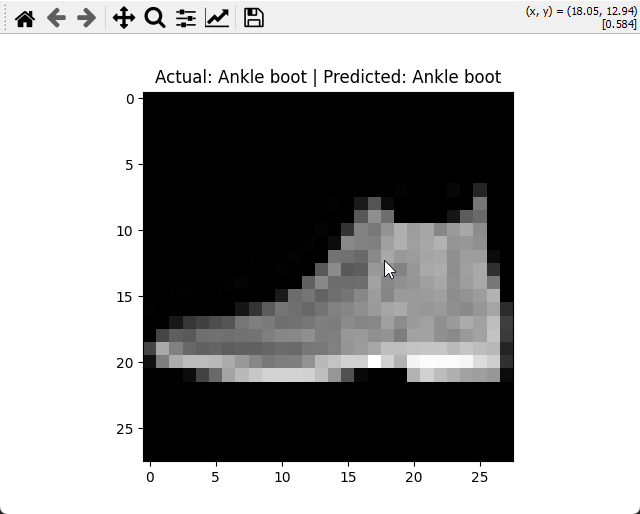 (x, y) = (18.05, 12.94)
[0.584]
Actual: Ankle boot | Predicted: Ankle boot
0
5
10
15
20
25
0 5 10 15 20 25